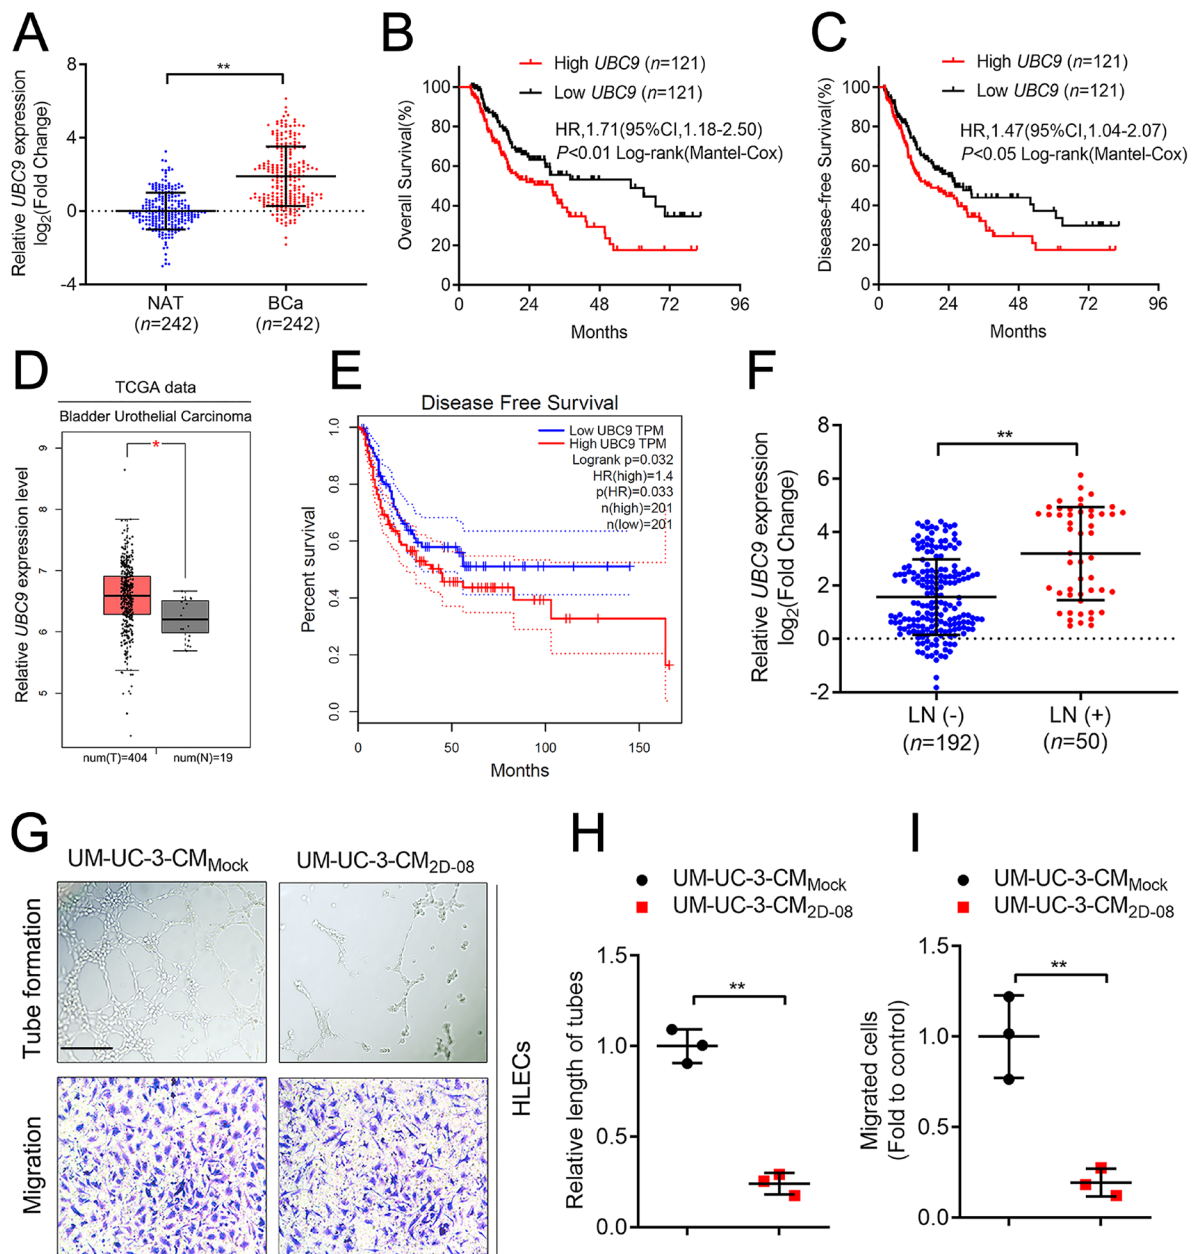 A
Relative UBC9 expression
log2(Fold Change)
8
4
0
-4
**
NAT
(n=242)
BCa
(n=242)
B
High UBC9 (n=121)
Low UBC9 (n=121)
HR,1.71(95%CI,1.18-2.50)
P<0.01 Log-rank(Mantel-Cox)
Overall Survival(%)
100
80
60
40
20
0
0 24 48 72 96
Months
C
High UBC9 (n=121)
Low UBC9 (n=121)
HR,1.47(95%CI,1.04-2.07)
P<0.05 Log-rank(Mantel-Cox)
Disease-free Survival(%)
100
80
60
40
20
0
0 24 48 72 96
Months
D
TCGA data
Bladder Urothelial Carcinoma
Relative UBC9 expression level
9
8
7
6
5
*
num(T)=404 num(N)=19
E
Disease Free Survival
Low UBC9 TPM
High UBC9 TPM
Logrank p=0.032
HR(high)=1.4
p(HR)=0.033
n(high)=201
n(low)=201
Percent survival
1.0
0.8
0.6
0.4
0.2
0.0
0 50 100 150
Months
F
Relative UBC9 expression
log2(Fold Change)
8
6
4
2
0
-2
**
LN (-)
(n=192)
LN (+)
(n=50)
G
UM-UC-3-CMMock
UM-UC-3-CM2D-08
Tube formation
Migration
HLECs
H
UM-UC-3-CMMock
UM-UC-3-CM2D-08
Relative length of tubes
1.5
1.0
0.5
0.0
**
I
UM-UC-3-CMMock
UM-UC-3-CM2D-08
Migrated cells
(Fold to control)
1.5
1.0
0.5
0.0
**